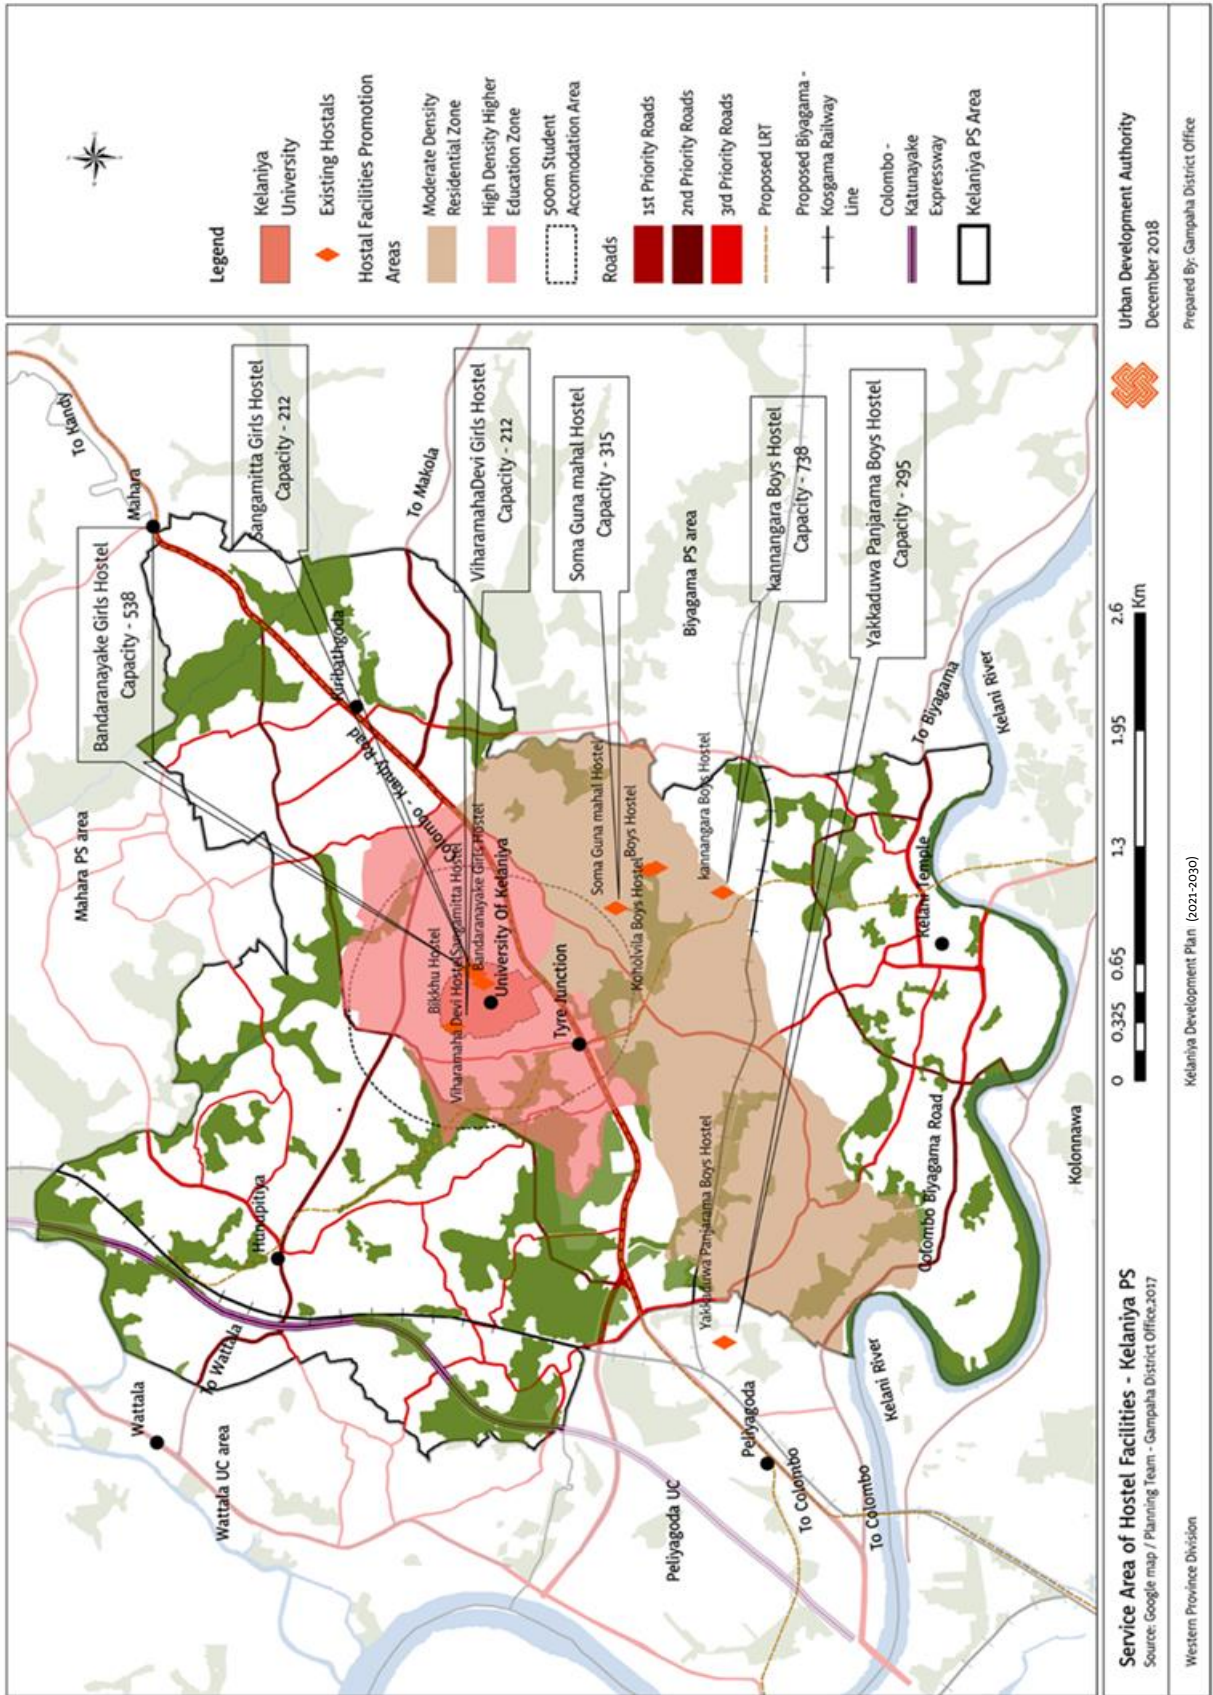 Legend
Kelaniya
University
Existing Hostals
Hostal Facilities Promotion
Areas
Moderate Density
Residential Zone
High Density Higher
Education Zone
500m Student
Accomodation Area
Roads
1st Priority Roads
2nd Priority Roads
3rd Priority Roads
Proposed LRT
Proposed Biyagama -
Kosgama Railway
Line
Colombo -
Katunayake
Expressway
Kelaniya PS Area
To Kandy
Mahara
Bandaranayake Girls Hostel
Capacity - 538
Sangamitta Girls Hostel
Capacity - 212
ViharamahaDevi Girls Hostel
Capacity - 212
Soma Guna mahal Hostel
Capacity - 315
kannangara Boys Hostel
Capacity - 738
Yakkaduwa Panjarama Boys Hostel
Capacity - 295
To Makola
Mahara PS area
Kiribathgoda
Colombo - Kandy Road
Biyagama PS area
Bikkhu Hostel
Viharamaha Devi Hostel
Sangamitta Hostel
Bandaranayake Girls Hostel
University Of Kelaniya
Tyre Junction
Soma Guna mahal Hostel
Koholvila Boys Hostel
Boys Hostel
kannangara Boys Hostel
To Biyagama
Kelani River
Kelani Temple
Hunupitiya
Yakkaduwa Panjarama Boys Hostel
Colombo Biyagama Road
Kolonnawa
To Wattala
Wattala
Wattala UC area
Peliyagoda UC
Peliyagoda
To Colombo
To Colombo
Kelani River
Service Area of Hostel Facilities - Kelaniya PS
Source: Google map / Planning Team - Gampaha District Office,2017
0 0.325 0.65 1.3 1.95 2.6
Km
Urban Development Authority
December 2018
Western Province Division
Kelaniya Development Plan (2021-2030)
Prepared By: Gampaha District Office